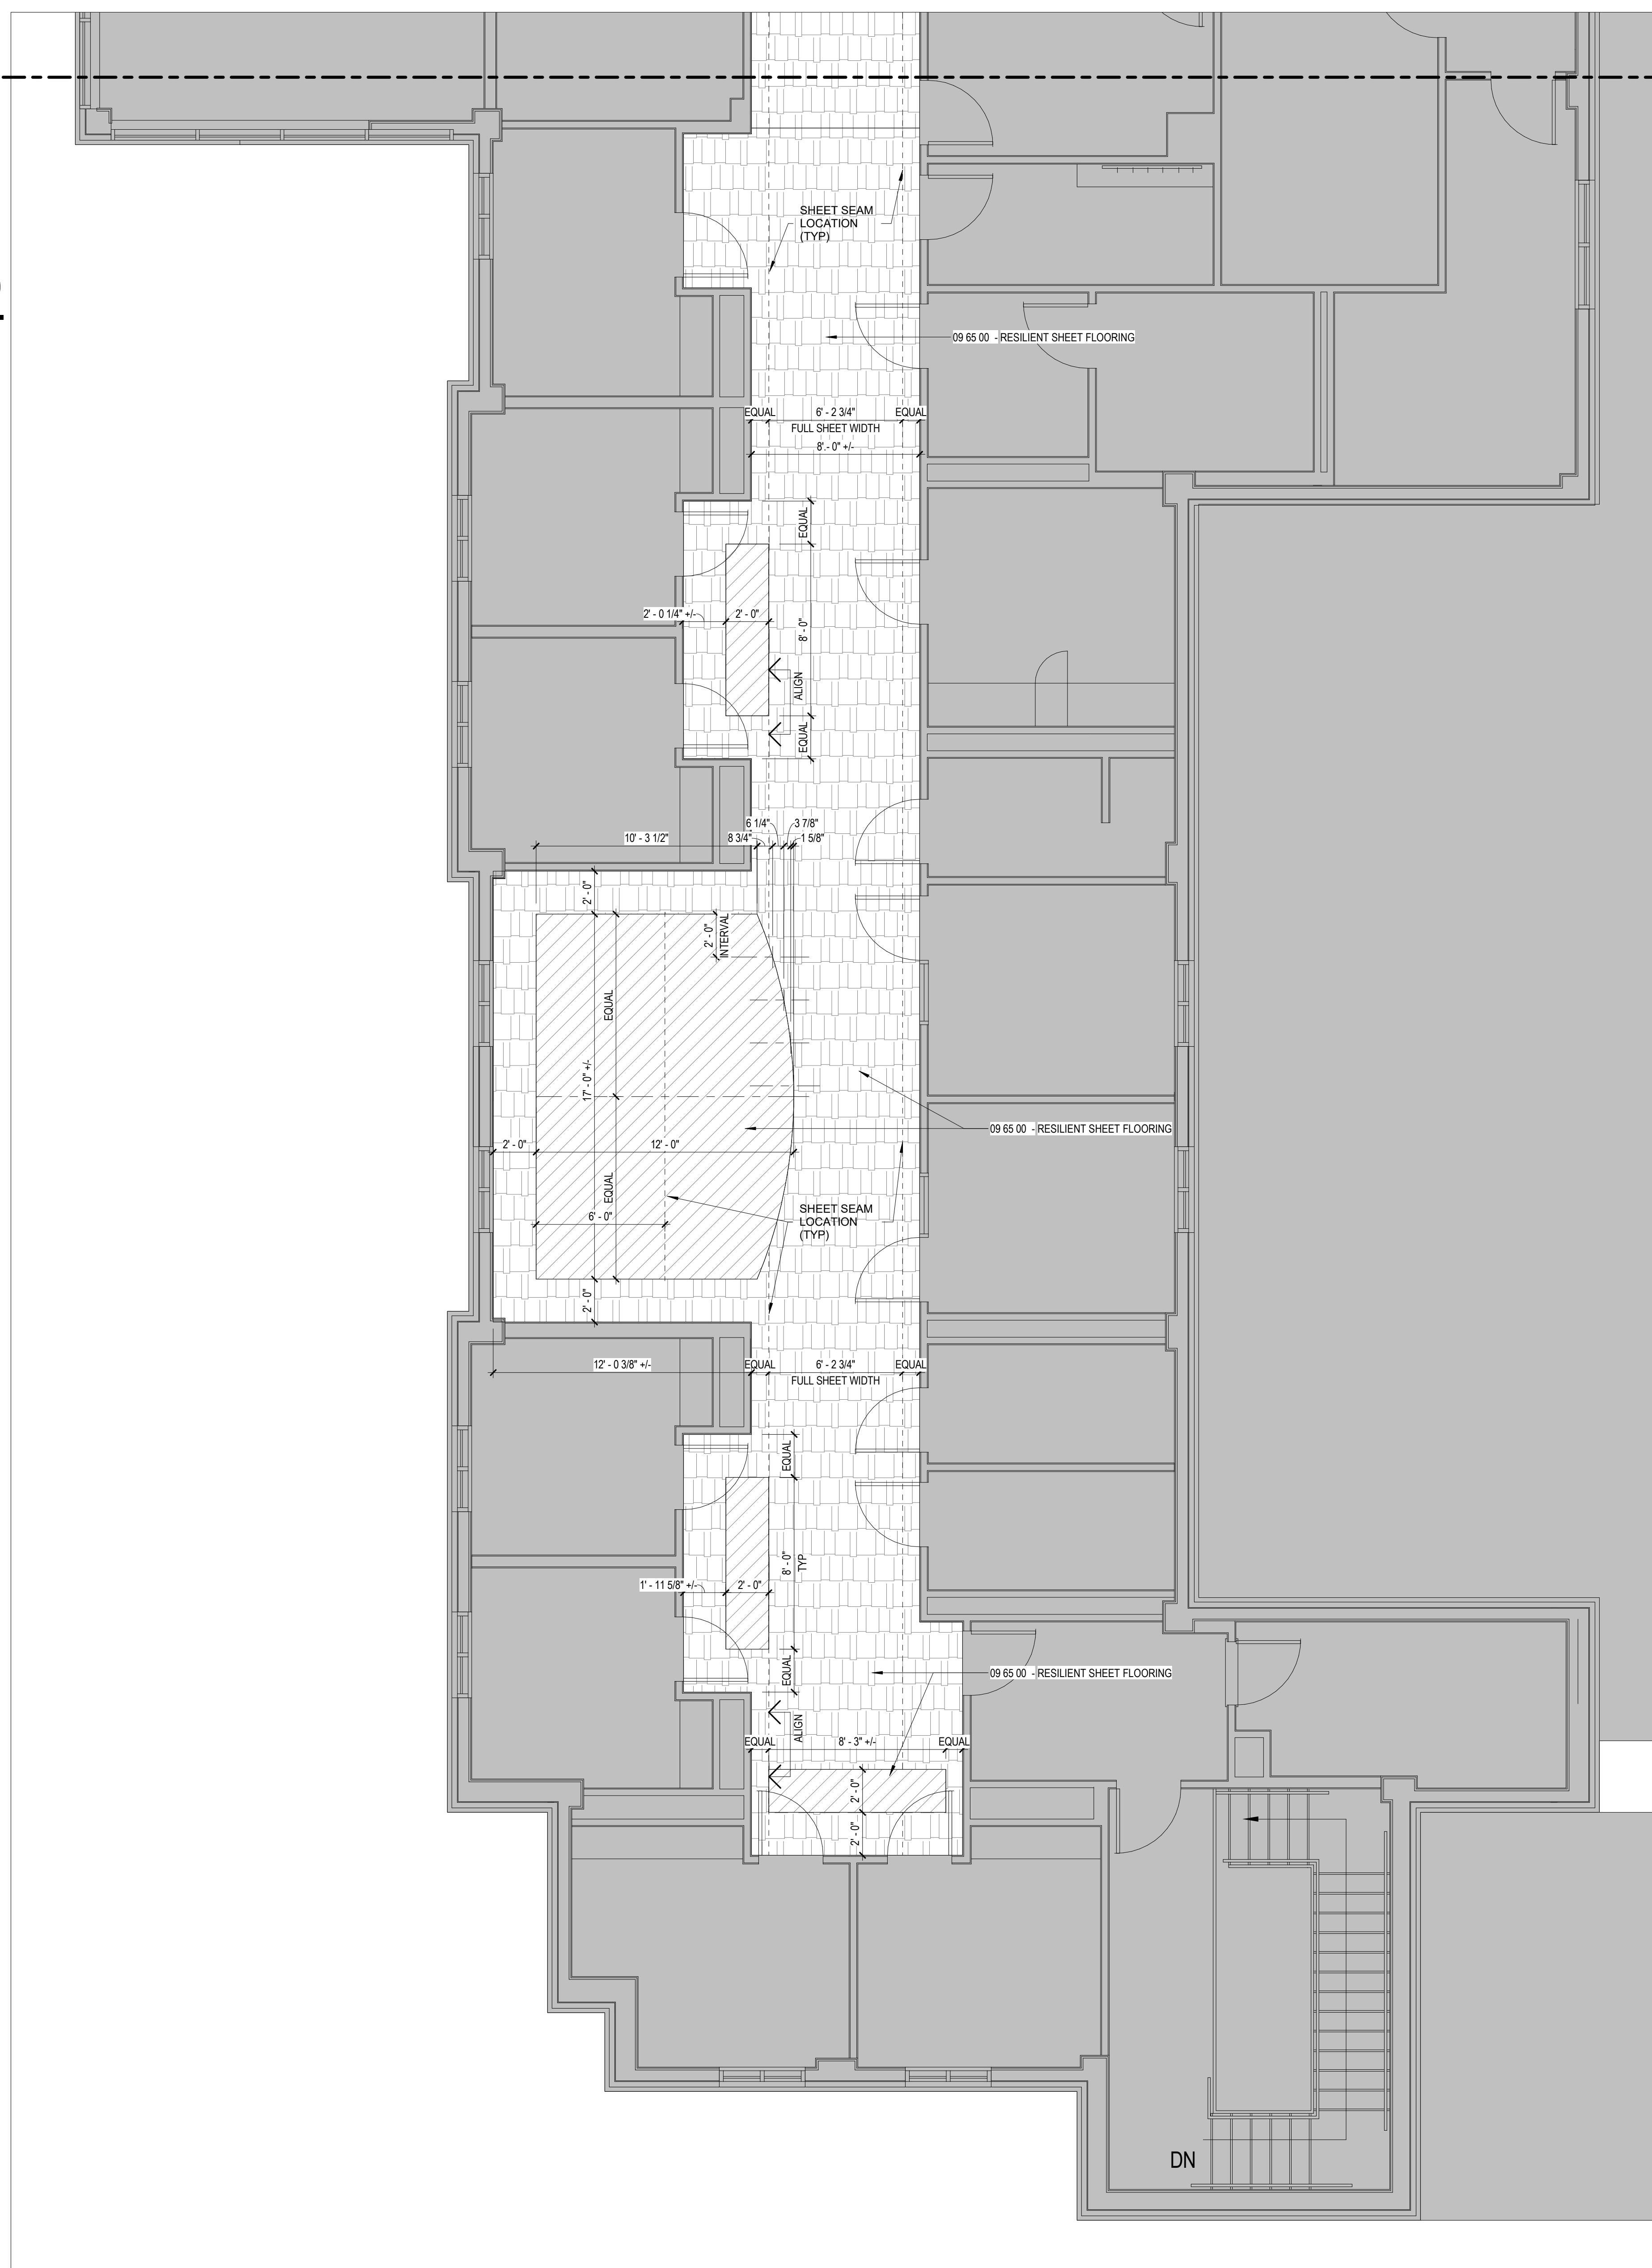 SHEET SEAM
LOCATION
(TYP)
09 65 00 - RESILIENT SHEET FLOORING
EQUAL
6' - 2 3/4"
EQUAL
FULL SHEET WIDTH
8' - 0" +/-
EQUAL
2' - 0 1/4" +/-
2' - 0"
8' - 0"
ALIGN
EQUAL
6 1/4"
3 7/8"
10' - 3 1/2"
8 3/4"
1 5/8"
2' - 0"
2' - 0"
INTERVAL
EQUAL
17' - 0" +/-
09 65 00 - RESILIENT SHEET FLOORING
2' - 0"
12' - 0"
EQUAL
6' - 0"
SHEET SEAM
LOCATION
(TYP)
2' - 0"
12' - 0 3/8" +/-
EQUAL
6' - 2 3/4"
EQUAL
FULL SHEET WIDTH
EQUAL
8' - 0"
TYP
1' - 11 5/8" +/-
2' - 0"
EQUAL
09 65 00 - RESILIENT SHEET FLOORING
ALIGN
EQUAL
8' - 3" +/-
EQUAL
2' - 0"
2' - 0"
DN